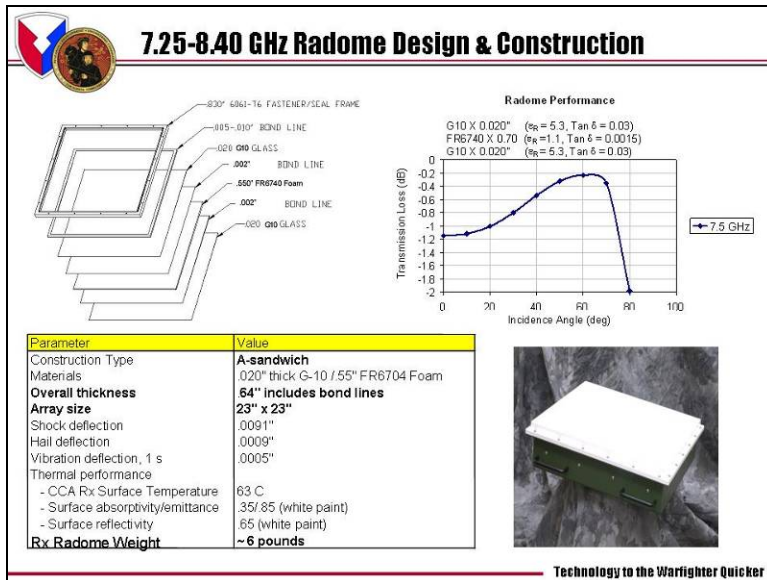 7.25-8.40 GHz Radome Design & Construction
.830" 6061-T6 FASTENER/SEAL FRAME
.005-.010" BOND LINE
.020 G10 GLASS
.002" BOND LINE
.550" FR6740 Foam
.002" BOND LINE
.020 G10 GLASS
Radome Performance
G10 X 0.020" (εR = 5.3, Tan δ = 0.03)
FR6740 X 0.70 (εR = 1.1, Tan δ = 0.0015)
G10 X 0.020" (εR = 5.3, Tan δ = 0.03)
Transmission Loss (dB)
0
-0.2
-0.4
-0.6
-0.8
-1
-1.2
-1.4
-1.6
-1.8
-2
0 20 40 60 80 100
Incidence Angle (deg)
7.5 GHz
Parameter Value
Construction Type A-sandwich
Materials .020" thick G-10 /.55" FR6704 Foam
Overall thickness .64" includes bond lines
Array size 23" x 23"
Shock deflection .0091"
Hail deflection .0009"
Vibration deflection, 1 s .0005"
Thermal performance
- CCA Rx Surface Temperature 63 C
- Surface absorptivity/emittance .35/.85 (white paint)
- Surface reflectivity .65 (white paint)
Rx Radome Weight ~ 6 pounds
Technology to the Warfighter Quicker